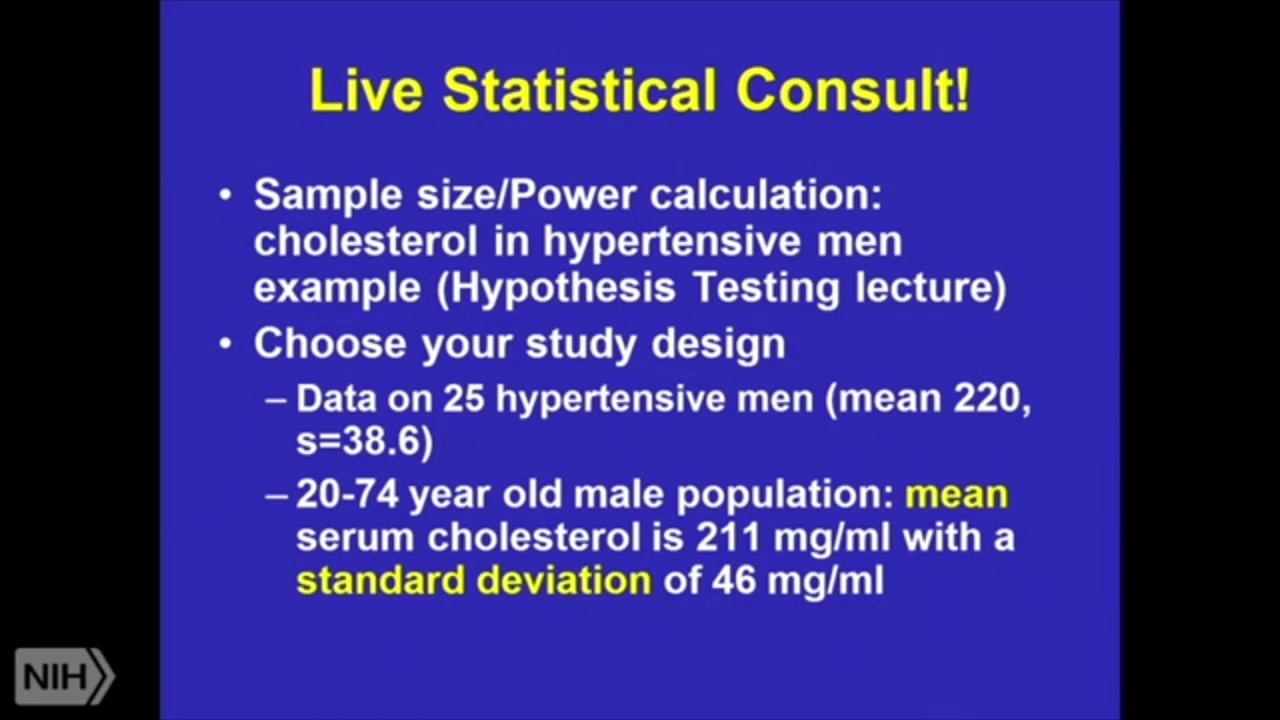 Live Statistical Consult!
• Sample size/Power calculation:
cholesterol in hypertensive men
example (Hypothesis Testing lecture)
• Choose your study design
– Data on 25 hypertensive men (mean 220,
s=38.6)
– 20-74 year old male population: mean
serum cholesterol is 211 mg/ml with a
standard deviation of 46 mg/ml
NIH